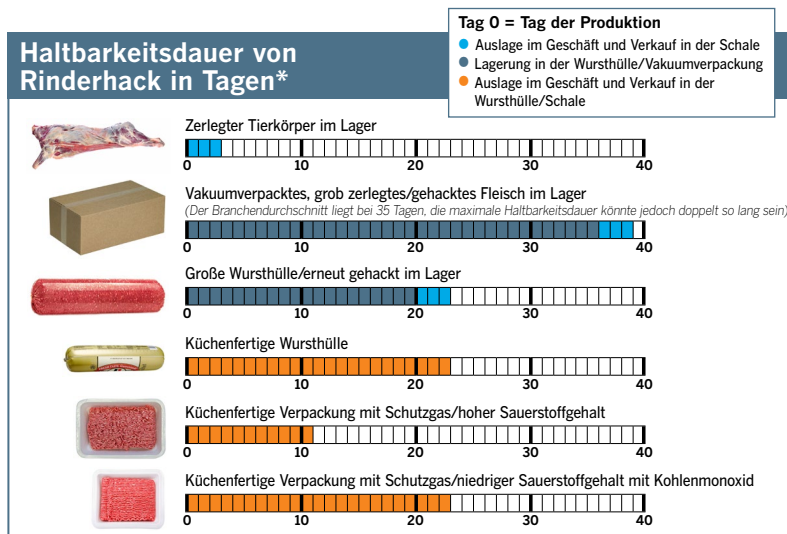 Tag 0 = Tag der Produktion
Auslage im Geschäft und Verkauf in der Schale
Lagerung in der Wursthülle/Vakuumverpackung
Auslage im Geschäft und Verkauf in der
Wursthülle/Schale
Haltbarkeitsdauer von
Rinderhack in Tagen*
Zerlegter Tierkörper im Lager
0 10 20 30 40
Vakuumverpacktes, grob zerlegtes/gehacktes Fleisch im Lager
(Der Branchendurchschnitt liegt bei 35 Tagen, die maximale Haltbarkeitsdauer könnte jedoch doppelt so lang sein)
0 10 20 30 40
Große Wursthülle/erneut gehackt im Lager
0 10 20 30 40
Küchenfertige Wursthülle
0 10 20 30 40
Küchenfertige Verpackung mit Schutzgas/hoher Sauerstoffgehalt
0 10 20 30 40
Küchenfertige Verpackung mit Schutzgas/niedriger Sauerstoffgehalt mit Kohlenmonoxid
0 10 20 30 40